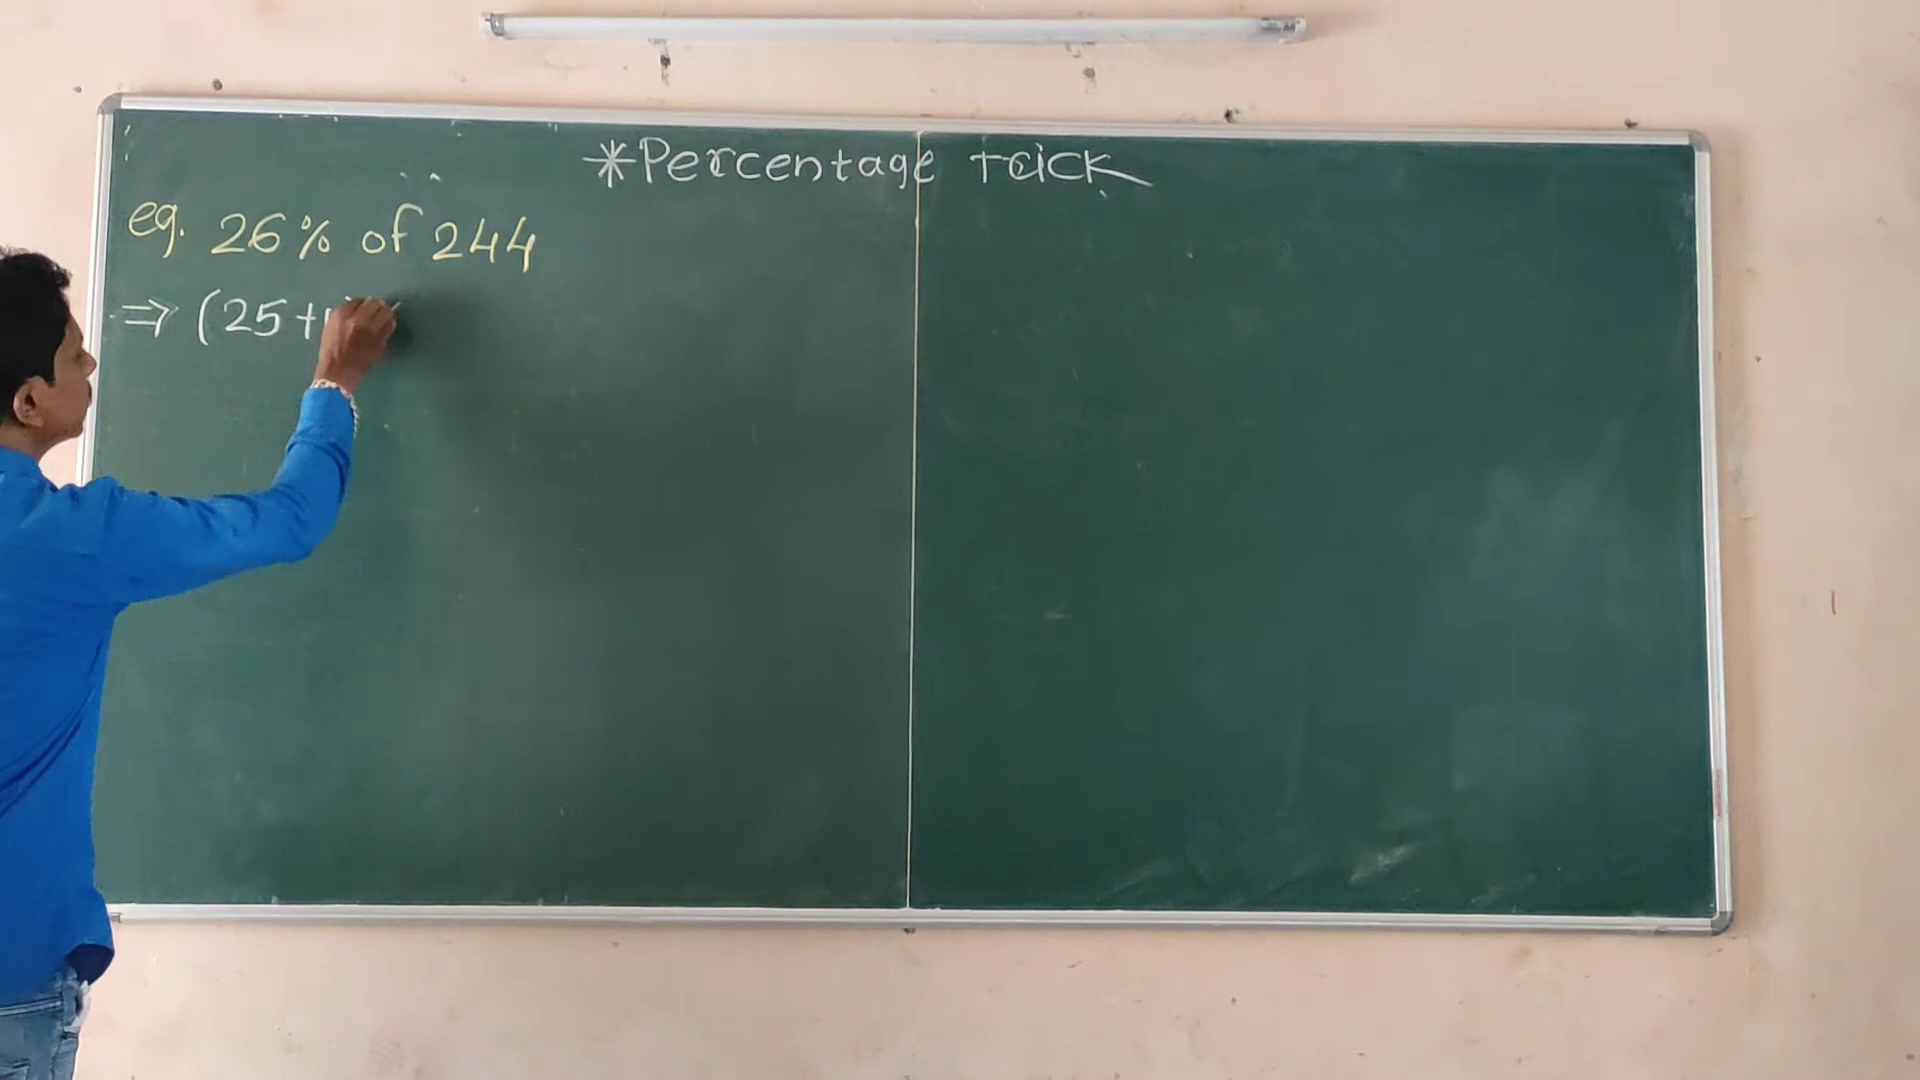 *Percentage trick
eg. 26% of 244
⇒ (25+